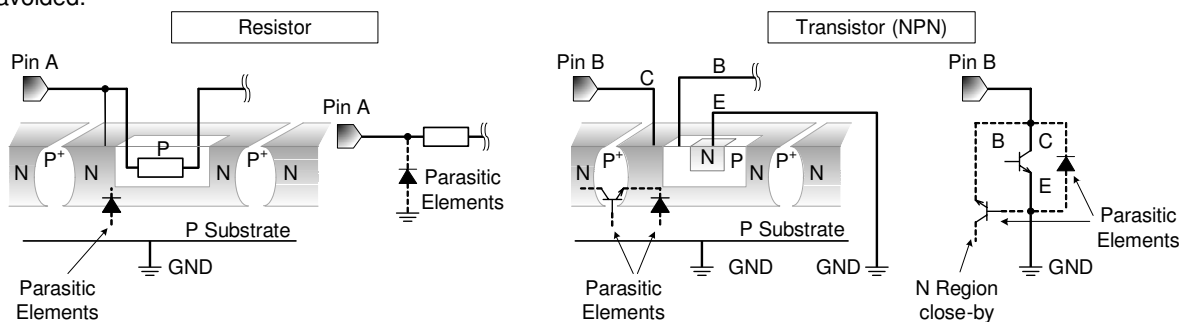 avoided.
Resistor
Transistor (NPN)
Pin A
Pin A
Pin B
C
B
E
Pin B
N
P+
N
P
N
P+
N
Parasitic
Elements
P Substrate
GND
Parasitic
Elements
N
P+
N
N
P
P+
N
P Substrate
GND
GND
Parasitic
Elements
B
C
E
Parasitic
Elements
GND
N Region
close-by